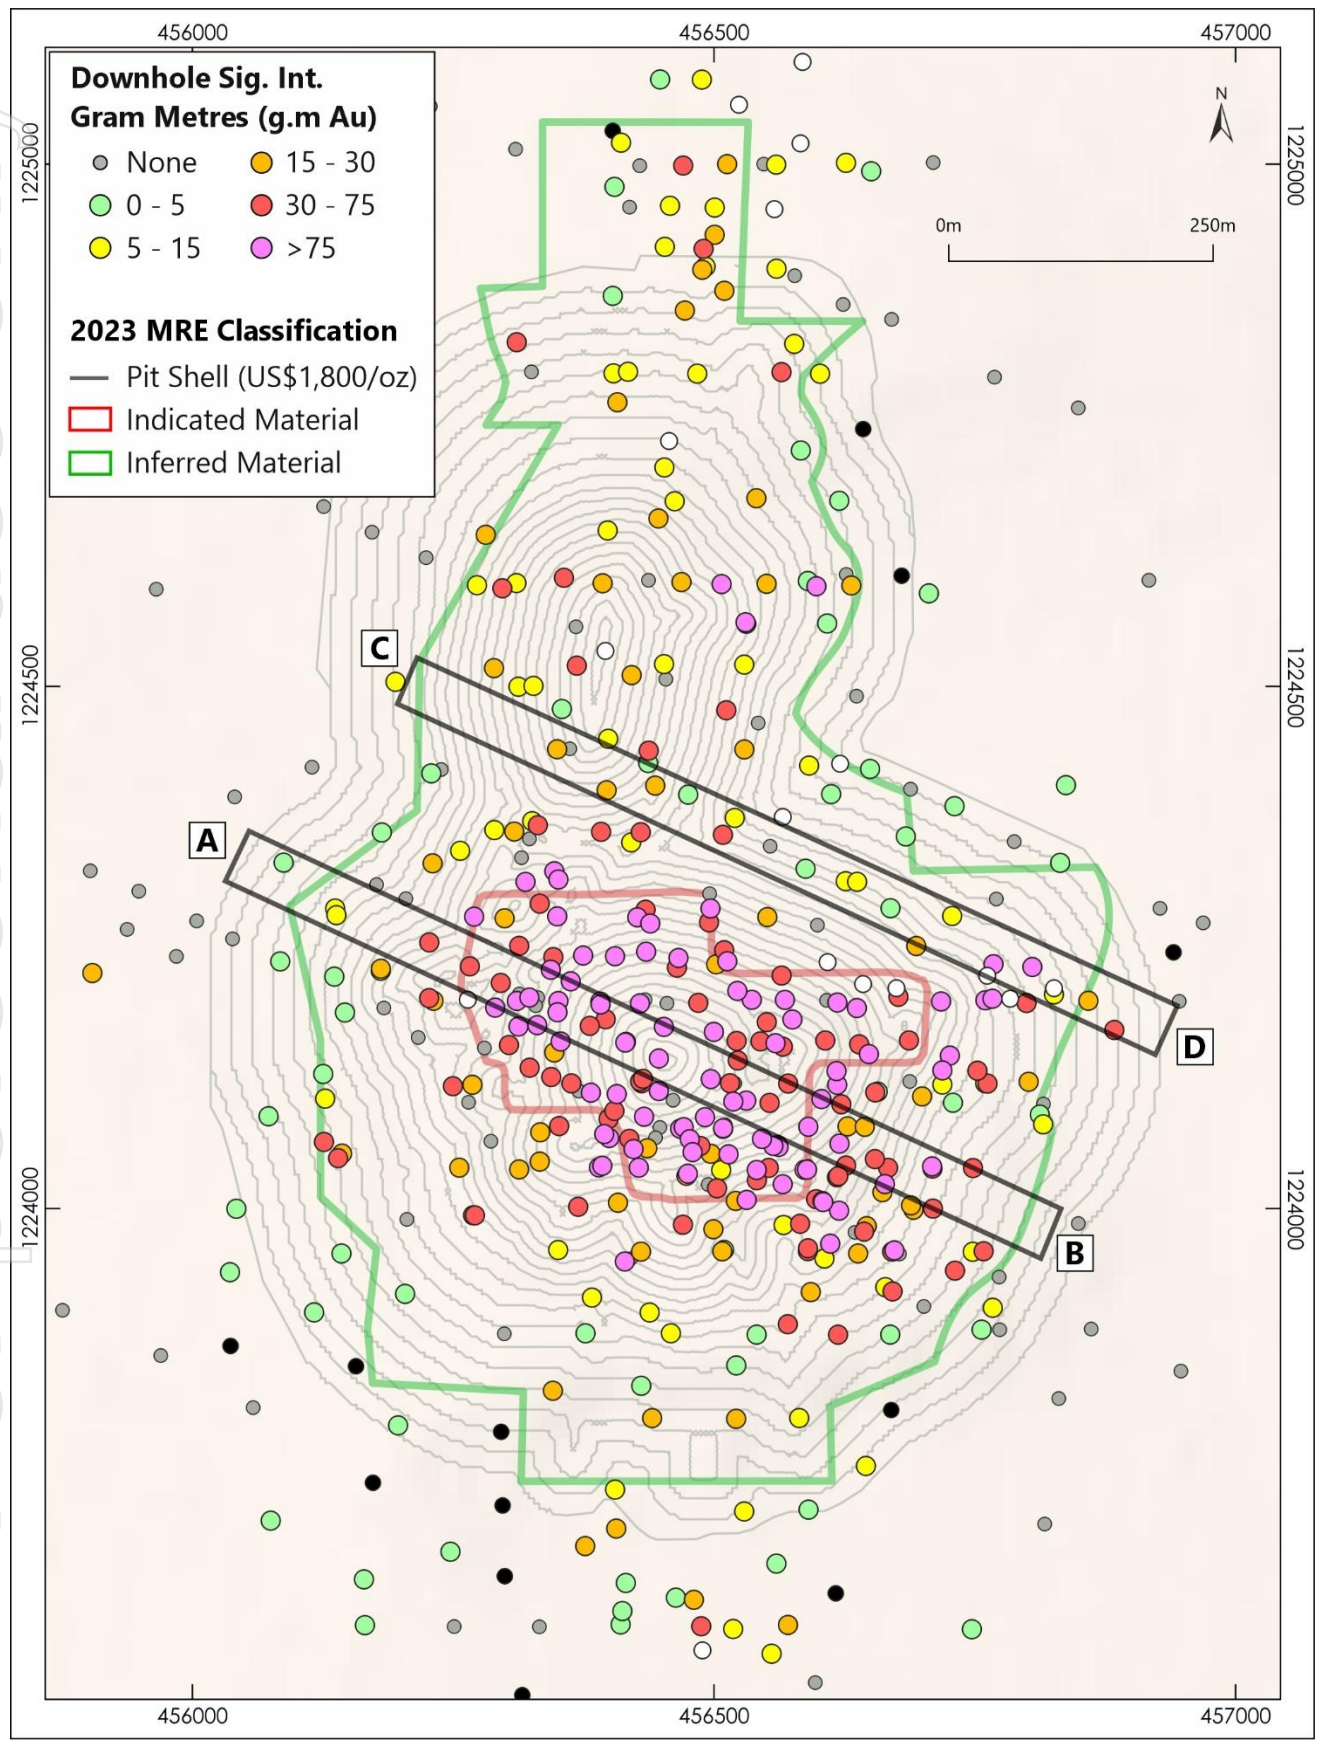 456000 456500 457000
Downhole Sig. Int.
Gram Metres (g.m Au)
None 15 - 30
0 - 5 30 - 75
5 - 15 >75
2023 MRE Classification
Pit Shell (US$1,800/oz)
Indicated Material
Inferred Material
N
0m 250m
1225000 1225000
C
1224500 1224500
A
D
1224000 1224000
B
456000 456500 457000